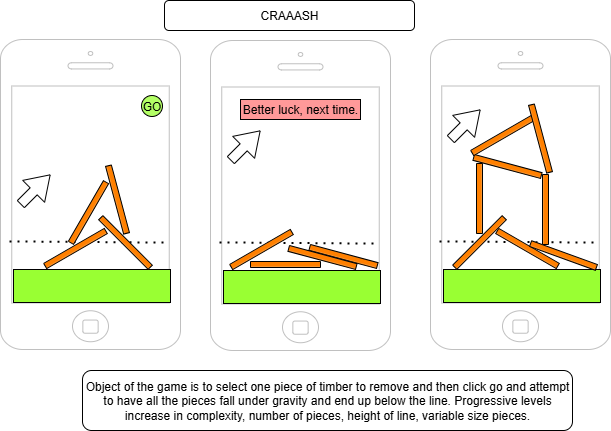 CRAAASH
GO
Better luck, next time.
Object of the game is to select one piece of timber to remove and then click go and attempt
to have all the pieces fall under gravity and end up below the line. Progressive levels
increase in complexity, number of pieces, height of line, variable size pieces.